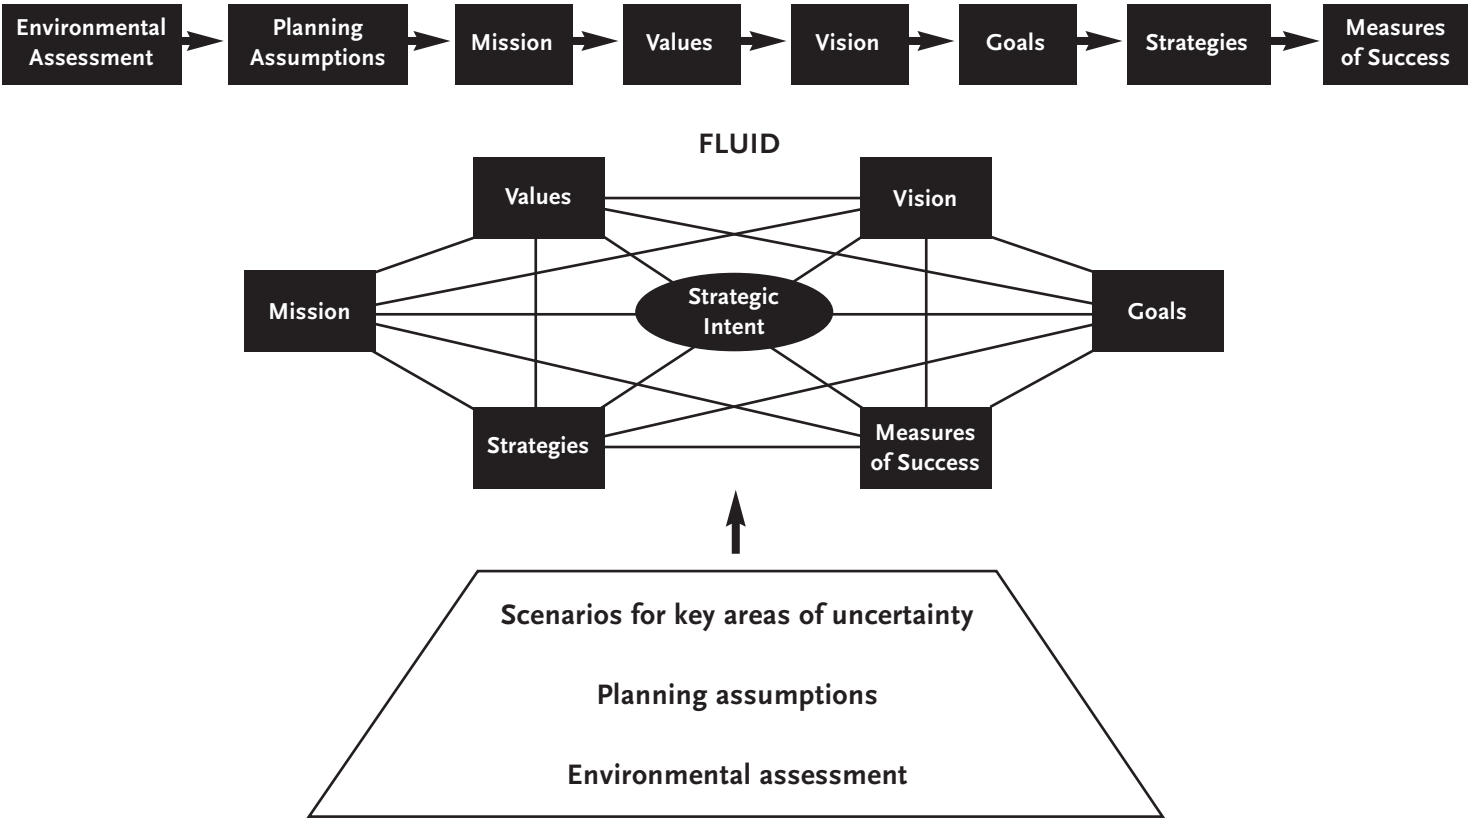 Environmental
Assessment
Planning
Assumptions
Mission
Values
Vision
Goals
Strategies
Measures
of Success
FLUID
Values
Vision
Mission
Strategic
Intent
Goals
Strategies
Measures
of Success
Scenarios for key areas of uncertainty
Planning assumptions
Environmental assessment